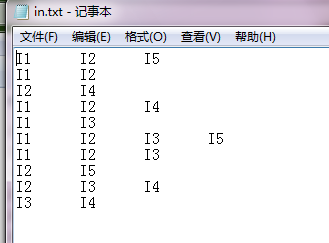 in.txt - 记事本
文件(F) 编辑(E) 格式(O) 查看(V) 帮助(H)
I1 I2 I5
I1 I2
I2 I4
I1 I2 I4
I1 I3
I1 I2 I3 I5
I1 I2 I3
I2 I5
I2 I3 I4
I3 I4